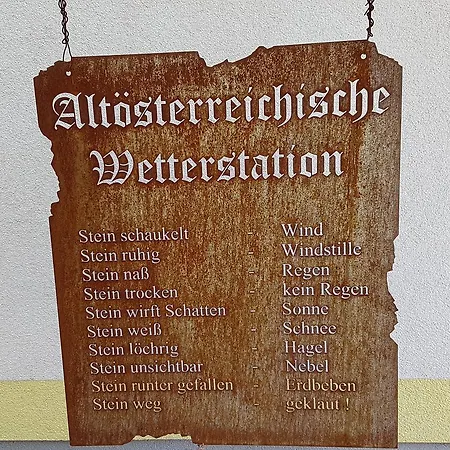 Altösterreichische
Wetterstation
Stein schaukelt - Wind
Stein ruhig - Windstille
Stein naß - Regen
Stein trocken - kein Regen
Stein wirft Schatten - Sonne
Stein weiß - Schnee
Stein löchrig - Hagel
Stein unsichtbar - Nebel
Stein runter gefallen - Erdbeben
Stein weg - geklaut !